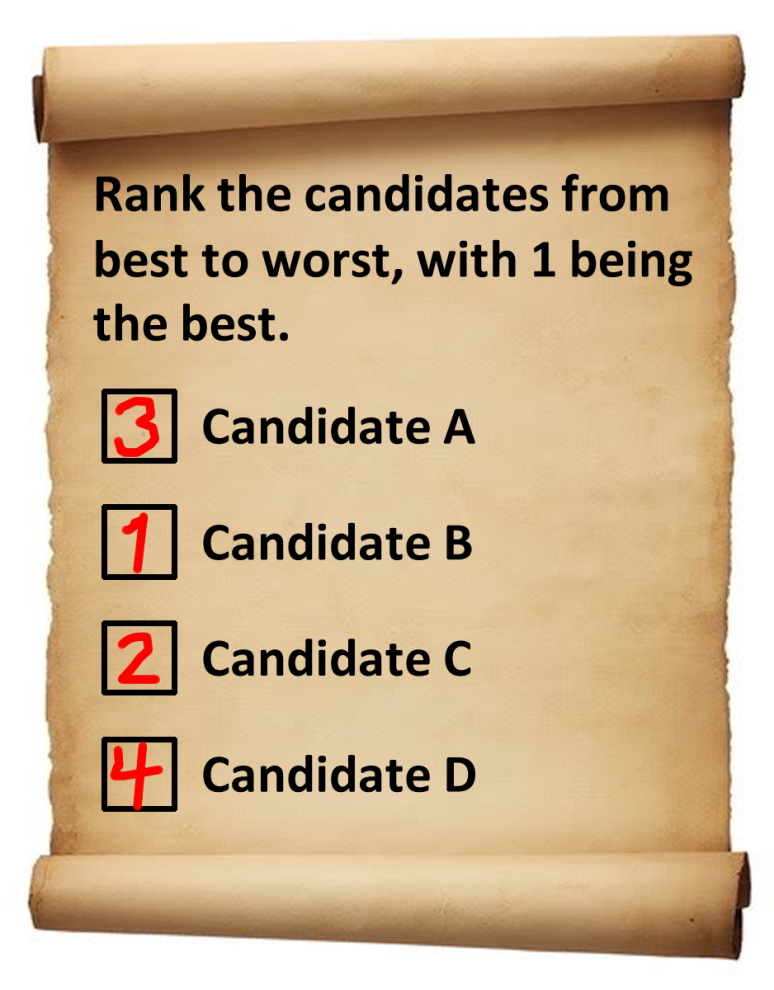 Rank the candidates from
best to worst, with 1 being
the best.
3 Candidate A
1 Candidate B
2 Candidate C
4 Candidate D